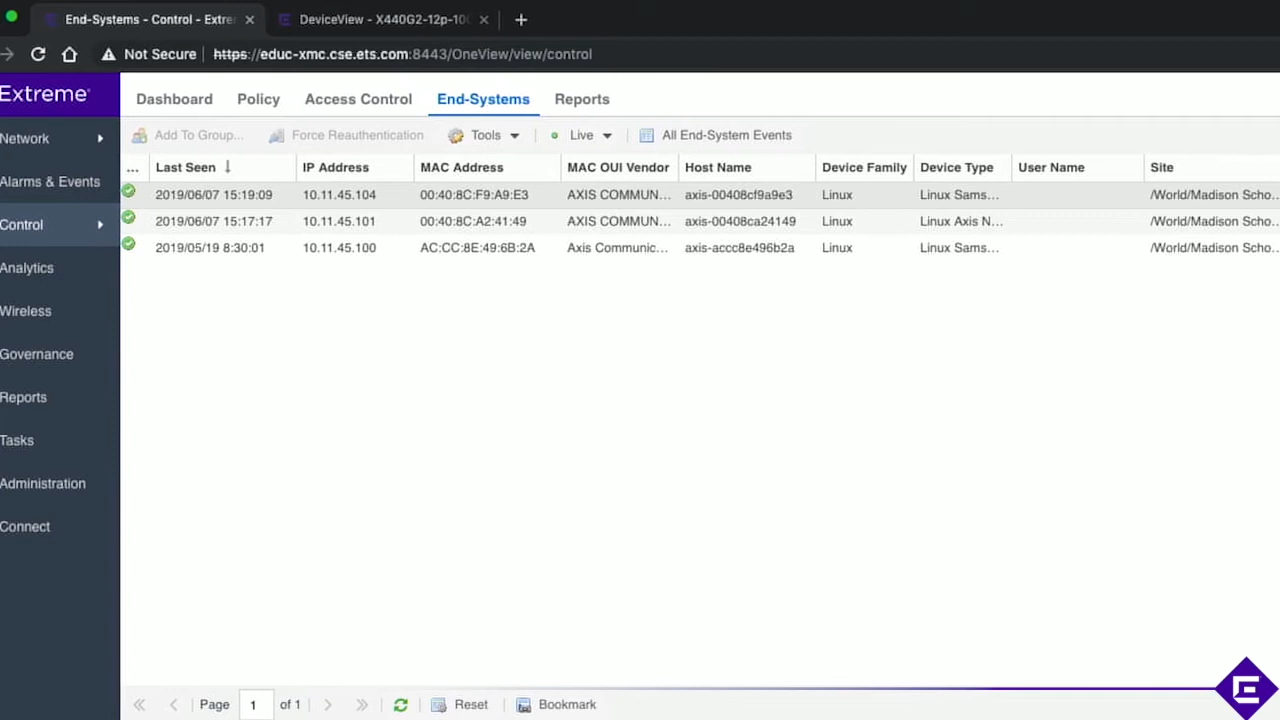 End-Systems - Control - Extre
DeviceView - X440G2-12p-10
Not Secure https://educ-xmc.cse.ets.com:8443/OneView/view/control
Extreme
Network
Alarms & Events
Control
Analytics
Wireless
Governance
Reports
Tasks
Administration
Connect
Dashboard Policy Access Control End-Systems Reports
Add To Group... Force Reauthentication Tools Live All End-System Events
... Last Seen IP Address MAC Address MAC OUI Vendor Host Name Device Family Device Type User Name Site
2019/06/07 15:19:09 10.11.45.104 00:40:8C:F9:A9:E3 AXIS COMMUN... axis-00408cf9a9e3 Linux Linux Sams... /World/Madison Scho...
2019/06/07 15:17:17 10.11.45.101 00:40:8C:A2:41:49 AXIS COMMUN... axis-00408ca24149 Linux Linux Axis N... /World/Madison Scho...
2019/05/19 8:30:01 10.11.45.100 AC:CC:8E:49:6B:2A Axis Communic... axis-accc8e496b2a Linux Linux Sams... /World/Madison Scho...
Page 1 of 1 Reset Bookmark